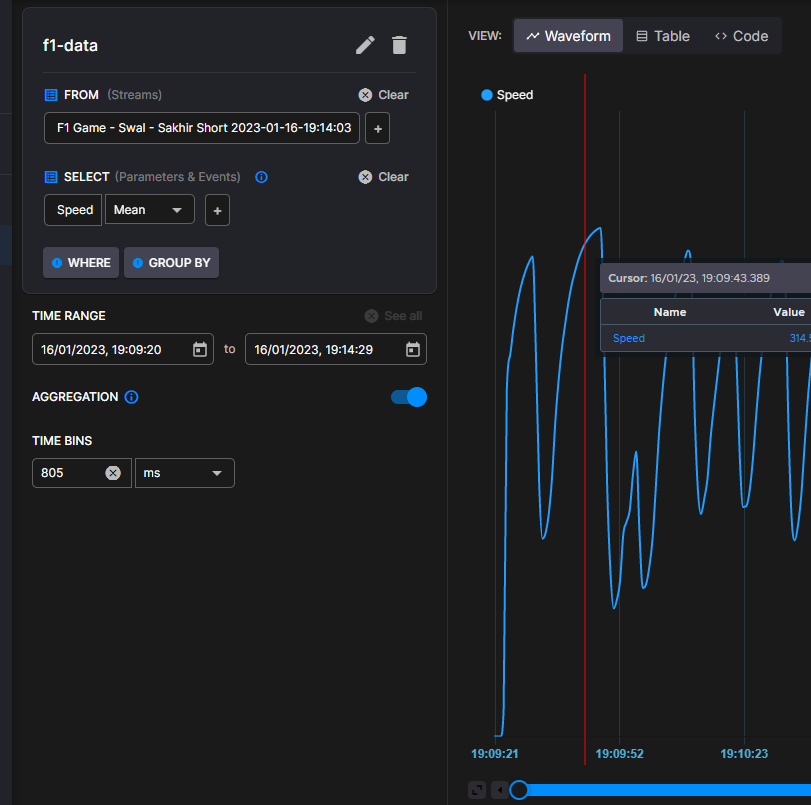 f1-data
FROM (Streams)
Clear
F1 Game - Swal - Sakhir Short 2023-01-16-19:14:03
+
SELECT (Parameters & Events)
Clear
Speed
Mean
+
WHERE
GROUP BY
TIME RANGE
See all
16/01/2023, 19:09:20
to
16/01/2023, 19:14:29
AGGREGATION
TIME BINS
805
ms
VIEW:
Waveform
Table
Code
Speed
Cursor: 16/01/23, 19:09:43.389
Name Value
Speed 314.5
19:09:21 19:09:52 19:10:23